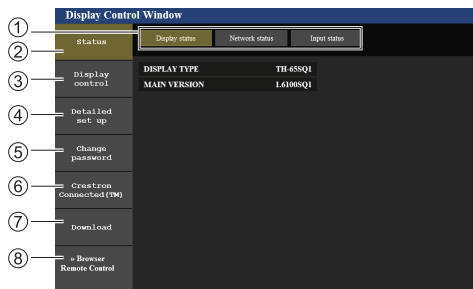 Display Control Window
①
Status
Display status
Network status
Input status
②
DISPLAY TYPE TH-65SQ1
MAIN VERSION 1.6100SQ1
③
Display
control
④
Detailed
set up
⑤
Change
password
⑥
Crestron
Connected(TM)
⑦
Download
⑧
» Browser
Remote Control